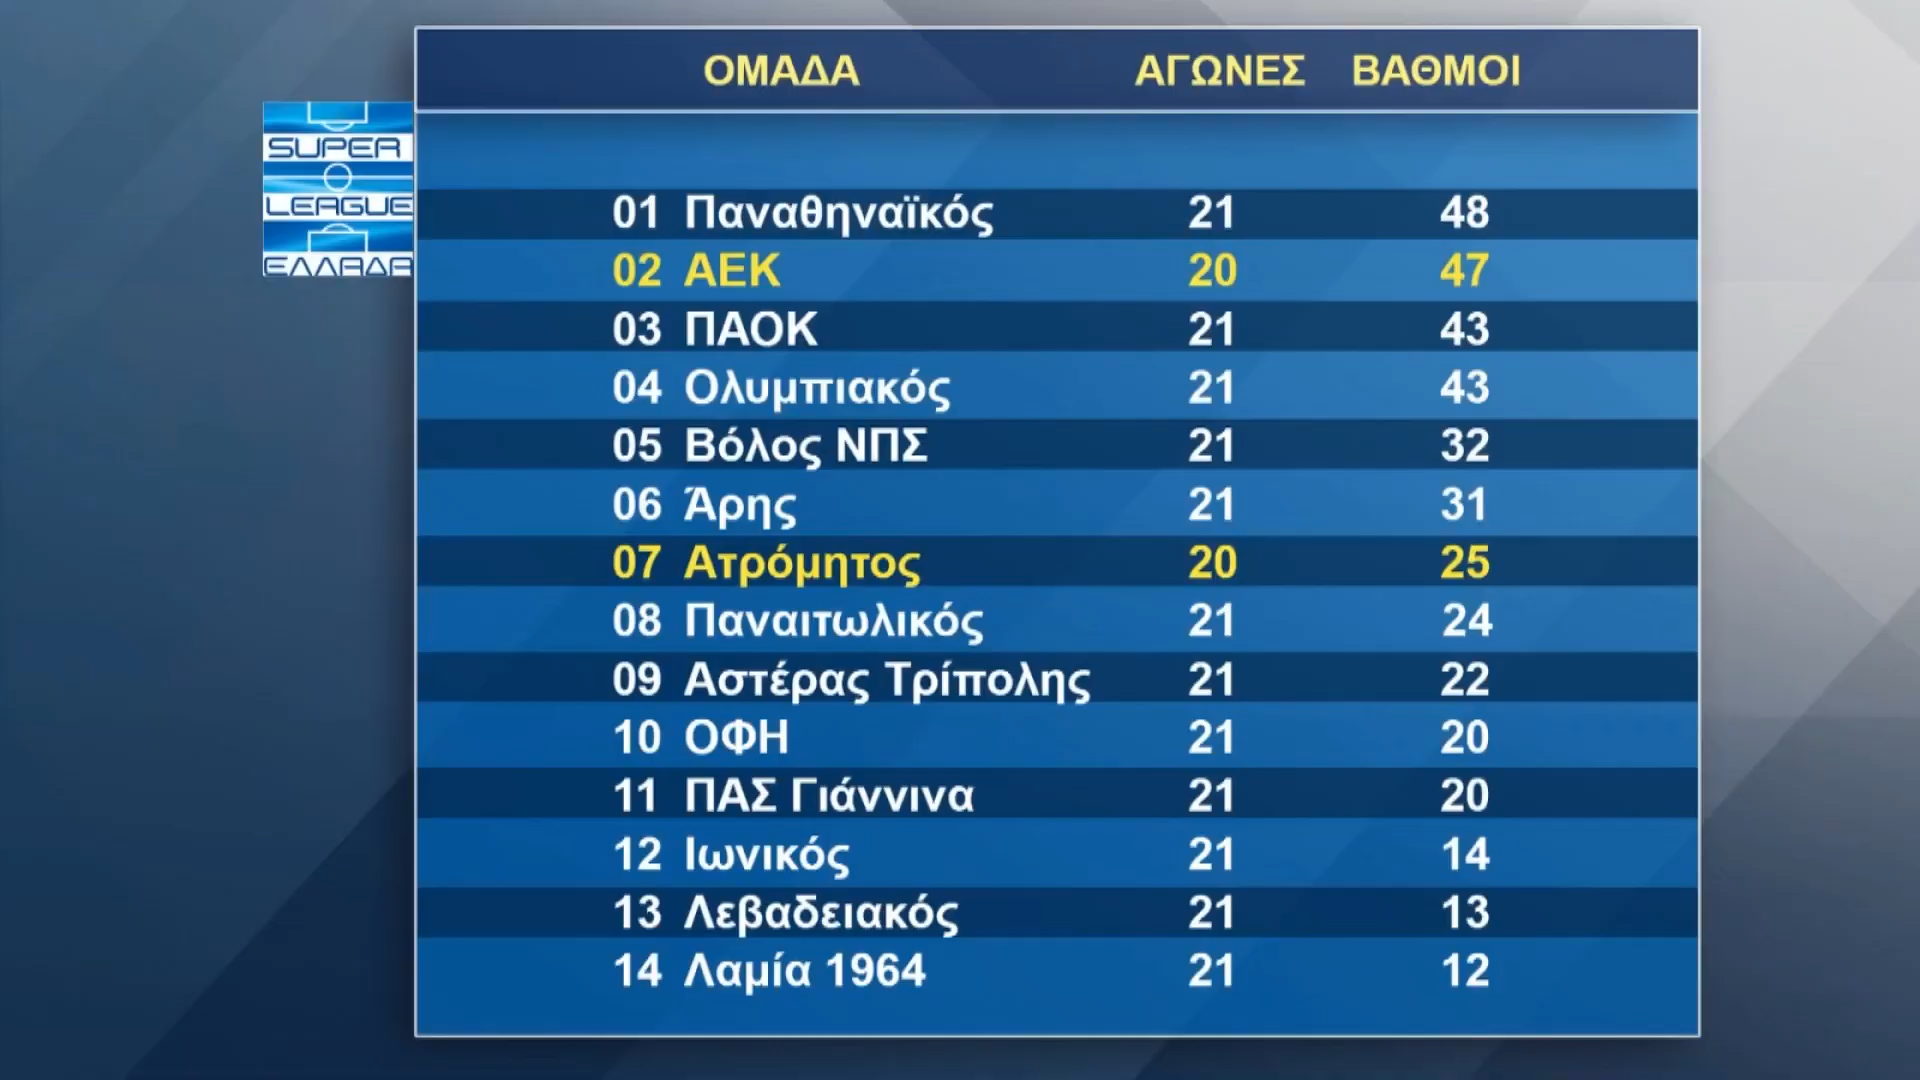 ΟΜΑΔΑ ΑΓΩΝΕΣ ΒΑΘΜΟΙ
SUPER
LEAGUE
ΕΛΛΑΔΑ
01 Παναθηναϊκός 21 48
02 ΑΕΚ 20 47
03 ΠΑΟΚ 21 43
04 Ολυμπιακός 21 43
05 Βόλος ΝΠΣ 21 32
06 Άρης 21 31
07 Ατρόμητος 20 25
08 Παναιτωλικός 21 24
09 Αστέρας Τρίπολης 21 22
10 ΟΦΗ 21 20
11 ΠΑΣ Γιάννινα 21 20
12 Ιωνικός 21 14
13 Λεβαδειακός 21 13
14 Λαμία 1964 21 12